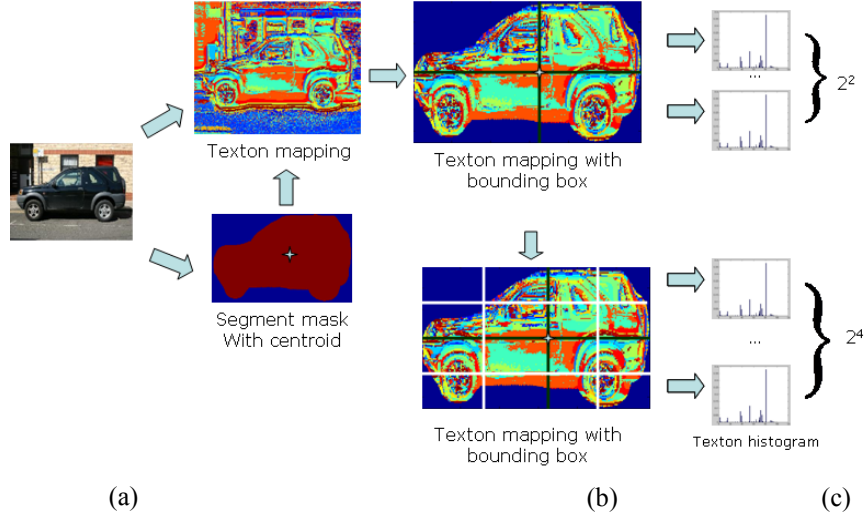 Texton mapping
Segment mask
With centroid
Texton mapping with
bounding box
...
2²
Texton mapping with
bounding box
...
2⁴
Texton histogram
(a)
(b)
(c)